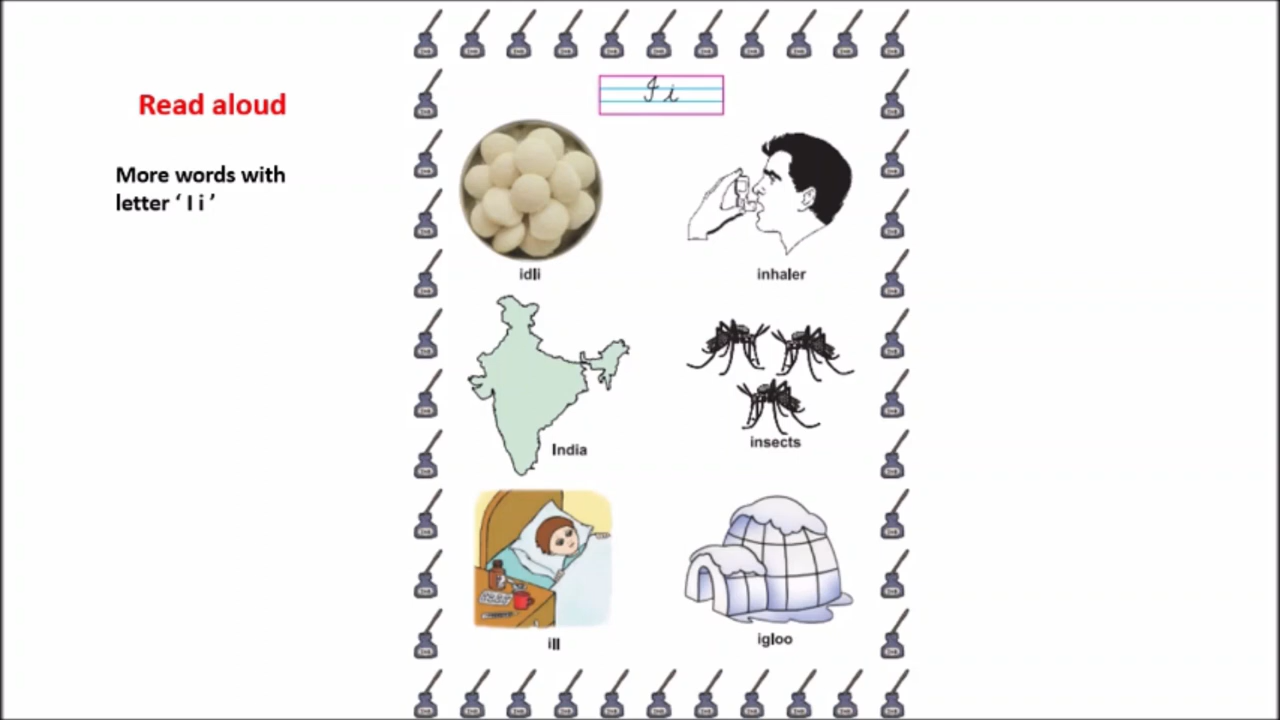 Read aloud
More words with
letter ‘ I i ’
I i
idli
inhaler
India
insects
ill
igloo